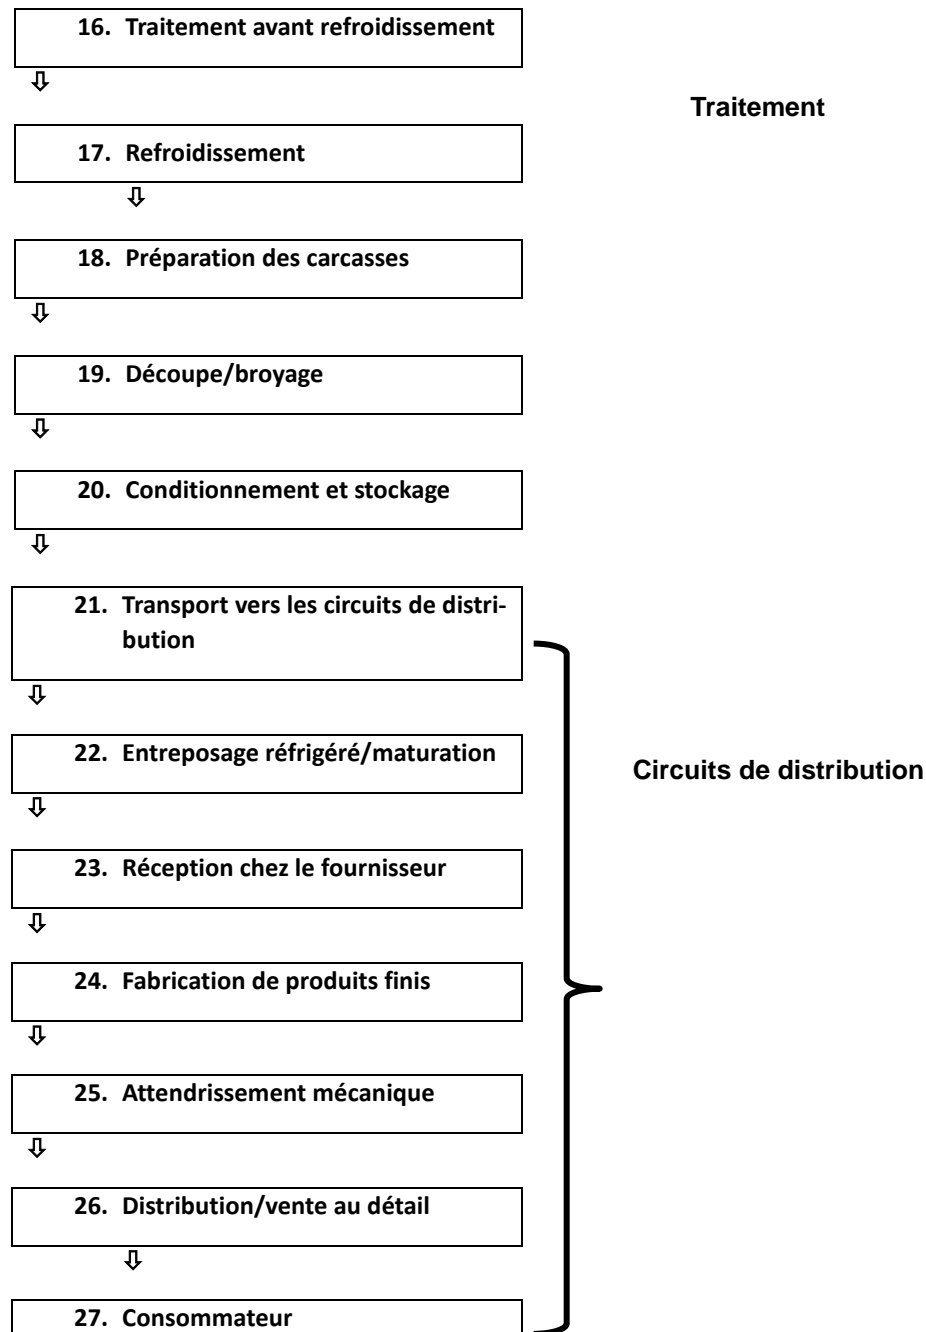 16. Traitement avant refroidissement
⇩
Traitement
17. Refroidissement
⇩
18. Préparation des carcasses
⇩
19. Découpe/broyage
⇩
20. Conditionnement et stockage
⇩
21. Transport vers les circuits de distri-
bution
⇩
22. Entreposage réfrigéré/maturation
Circuits de distribution
⇩
23. Réception chez le fournisseur
⇩
24. Fabrication de produits finis
⇩
25. Attendrissement mécanique
⇩
26. Distribution/vente au détail
⇩
27. Consommateur